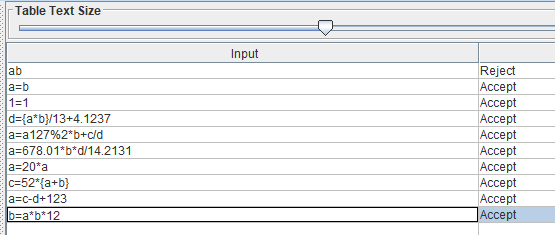 Table Text Size
Input
ab Reject
a=b Accept
1=1 Accept
d={a*b}/13+4.1237 Accept
a=a127%2*b+c/d Accept
a=678.01*b*d/14.2131 Accept
a=20*a Accept
c=52*{a+b} Accept
a=c-d+123 Accept
b=a*b*12 Accept